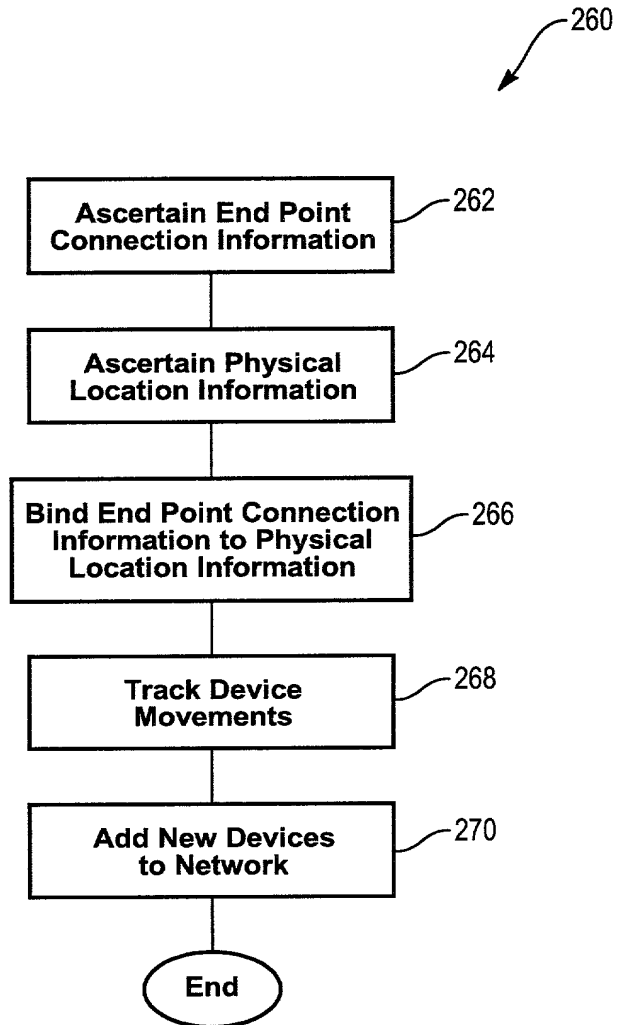 260
Ascertain End Point
Connection Information
262
Ascertain Physical
Location Information
264
Bind End Point Connection
Information to Physical
Location Information
266
Track Device
Movements
268
Add New Devices
to Network
270
End